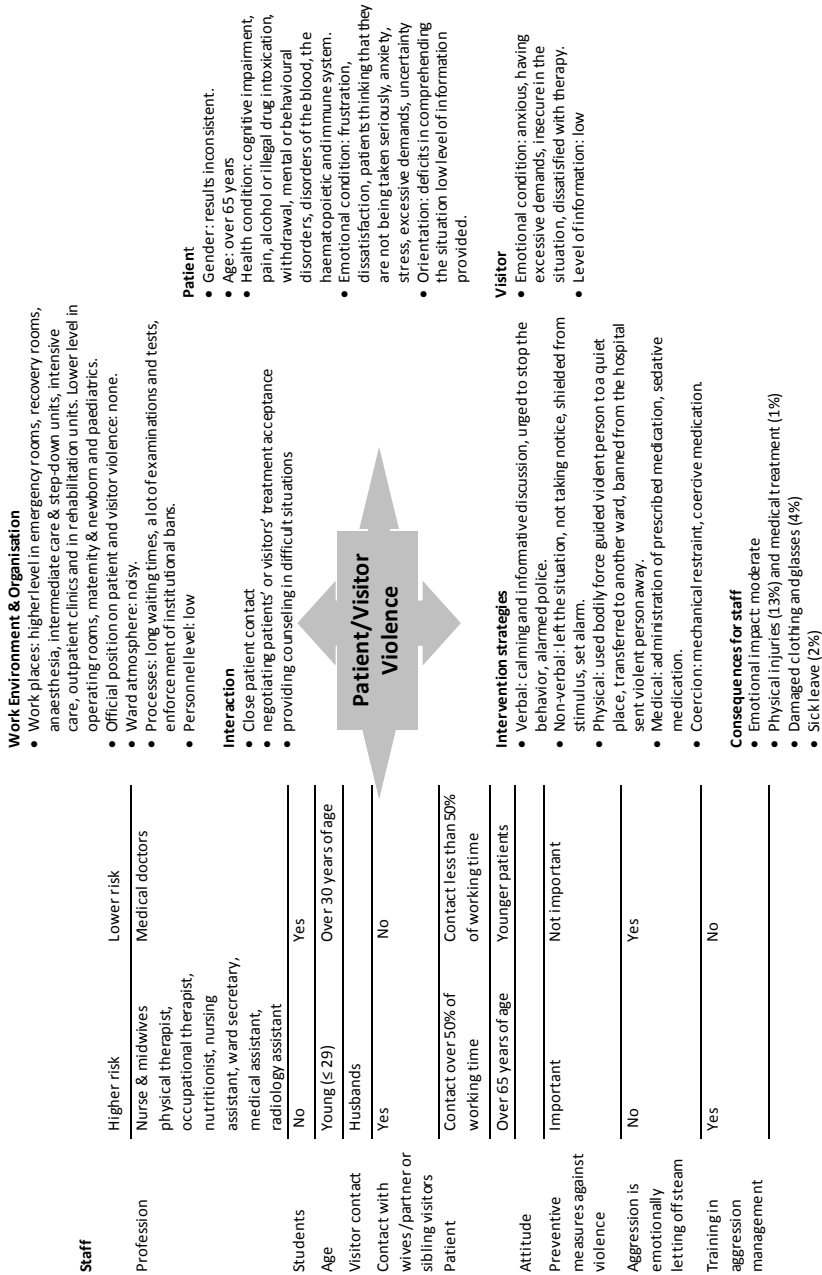 Work Environment & Organisation
• Work places: higher level in emergency rooms, recovery rooms,
anaesthesia, intermediate care & step-down units, intensive
care, outpatient clinics and in rehabilitation units. Lower level in
operating rooms, maternity & newborn and paediatrics.
• Official position on patient and visitor violence: none.
• Ward atmosphere: noisy.
• Processes: long waiting times, a lot of examinations and tests,
enforcement of institutional bans.
• Personnel level: low
Staff
Higher risk Lower risk
Profession Nurse & midwives Medical doctors
physical therapist,
occupational therapist,
nutritionist, nursing
assistant, ward secretary,
medical assistant,
radiology assistant
Students No Yes
Age Young (≤ 29) Over 30 years of age
Visitor contact Husbands
Contact with Yes No
wives/partner or
sibling visitors
Patient Contact over 50% of Contact less than 50%
working time of working time
Over 65 years of age Younger patients
Attitude
Preventive Important Not important
measures against
violence
Aggression is No Yes
emotionally
letting off steam
Training in Yes No
aggression
management
Interaction
• Close patient contact
• negotiating patients' or visitors' treatment acceptance
• providing counseling in difficult situations
Patient/Visitor
Violence
Intervention strategies
• Verbal: calming and informative discussion, urged to stop the
behavior, alarmed police.
• Non-verbal: left the situation, not taking notice, shielded from
stimulus, set alarm.
• Physical: used bodily force guided violent person to a quiet
place, transferred to another ward, banned from the hospital
sent violent person away.
• Medical: administration of prescribed medication, sedative
medication.
• Coercion: mechanical restraint, coercive medication.
Consequences for staff
• Emotional impact: moderate
• Physical injuries (13%) and medical treatment (1%)
• Damaged clothing and glasses (4%)
• Sick leave (2%)
Patient
• Gender: results inconsistent.
• Age: over 65 years
• Health condition: cognitive impairment,
pain, alcohol or illegal drug intoxication,
withdrawal, mental or behavioural
disorders, disorders of the blood, the
haematopoietic and immune system.
• Emotional condition: frustration,
dissatisfaction, patients thinking that they
are not being taken seriously, anxiety,
stress, excessive demands, uncertainty
• Orientation: deficits in comprehending
the situation low level of information
provided.
Visitor
• Emotional condition: anxious, having
excessive demands, insecure in the
situation, dissatisfied with therapy.
• Level of information: low